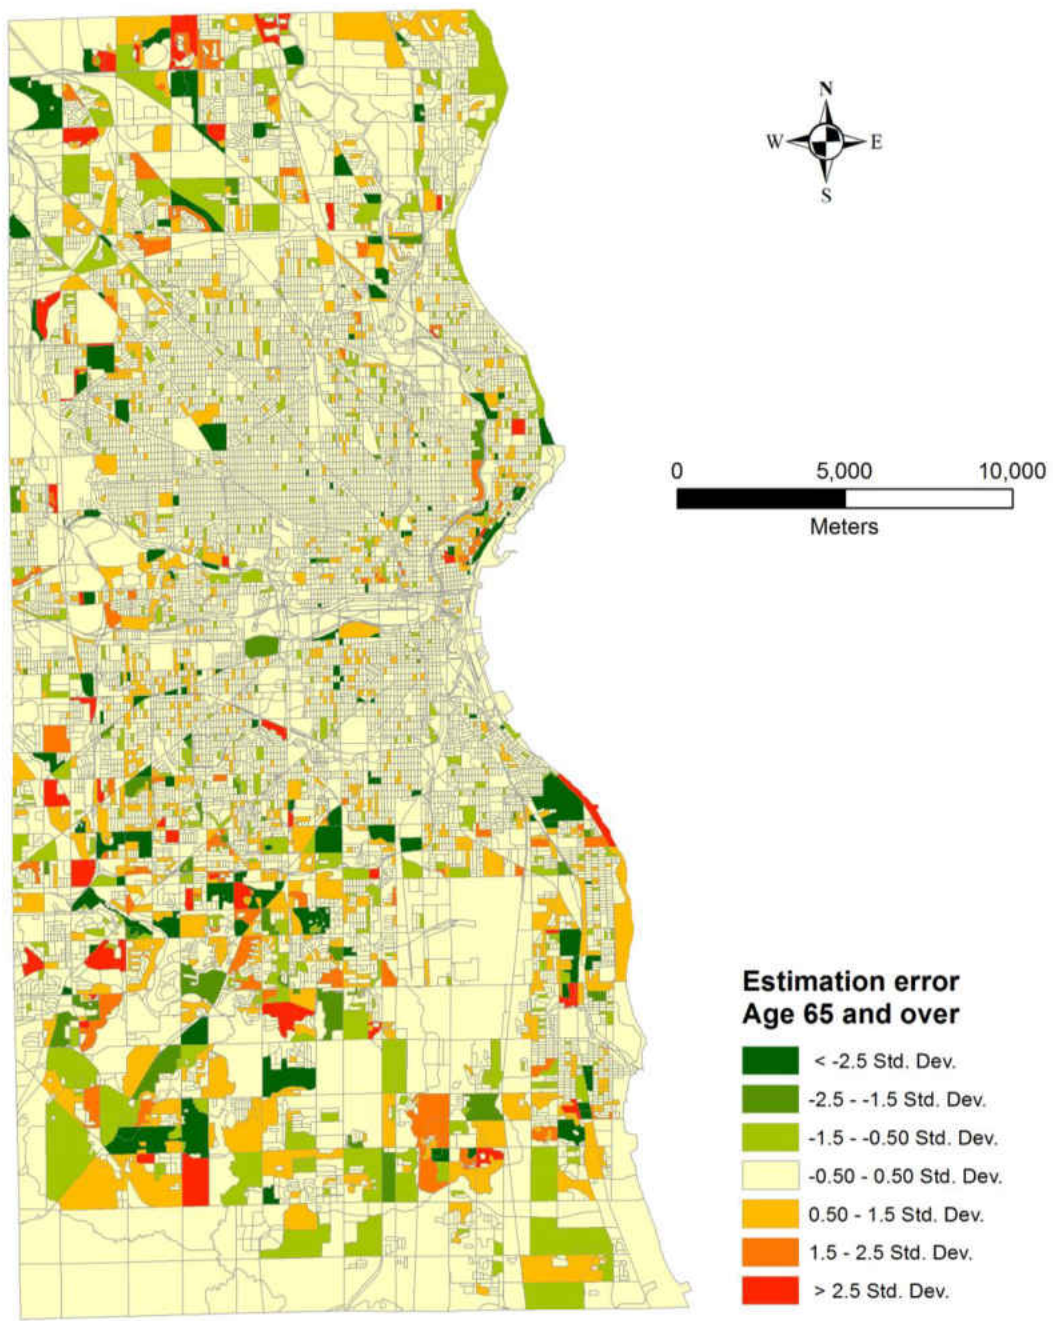 N
W E
S
0 5,000 10,000
Meters
Estimation error
Age 65 and over
< -2.5 Std. Dev.
-2.5 - -1.5 Std. Dev.
-1.5 - -0.50 Std. Dev.
-0.50 - 0.50 Std. Dev.
0.50 - 1.5 Std. Dev.
1.5 - 2.5 Std. Dev.
> 2.5 Std. Dev.